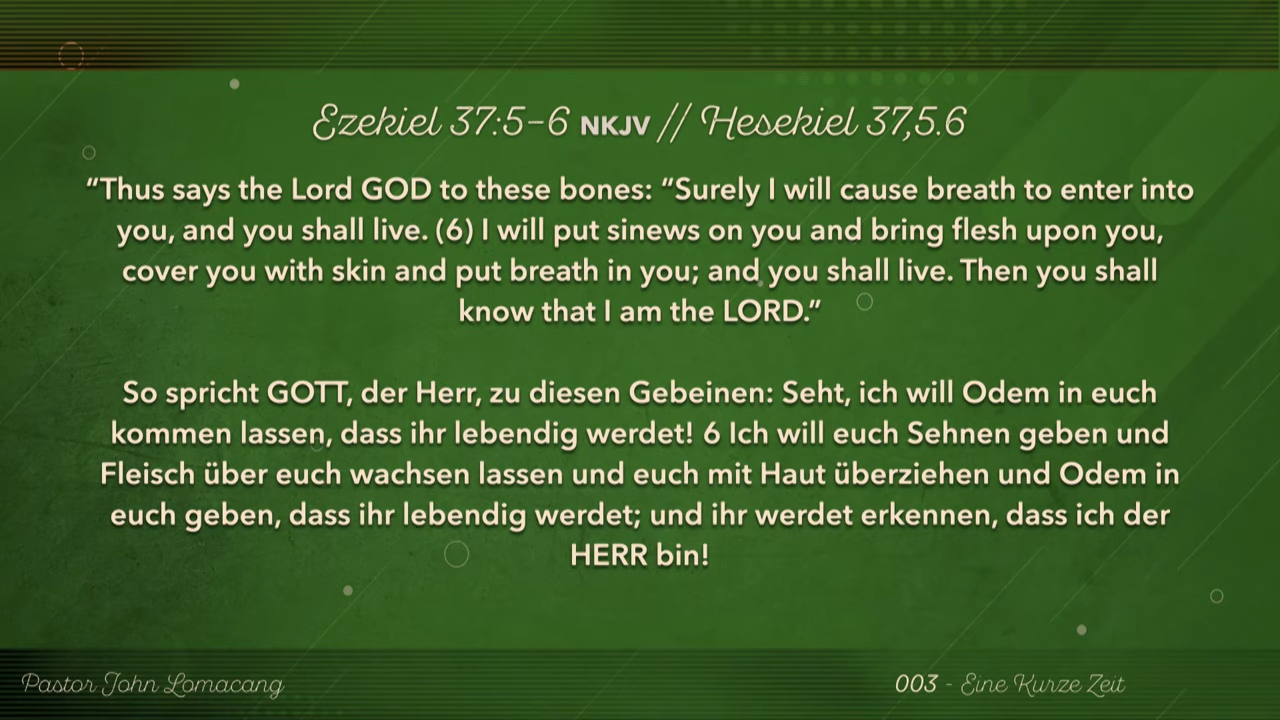 Ezekiel 37:5-6 NKJV // Hesekiel 37,5.6
“Thus says the Lord GOD to these bones: “Surely I will cause breath to enter into
you, and you shall live. (6) I will put sinews on you and bring flesh upon you,
cover you with skin and put breath in you; and you shall live. Then you shall
know that I am the LORD.”
So spricht GOTT, der Herr, zu diesen Gebeinen: Seht, ich will Odem in euch
kommen lassen, dass ihr lebendig werdet! 6 Ich will euch Sehnen geben und
Fleisch über euch wachsen lassen und euch mit Haut überziehen und Odem in
euch geben, dass ihr lebendig werdet; und ihr werdet erkennen, dass ich der
HERR bin!
Pastor John Lomacang
003 - Eine Kurze Zeit